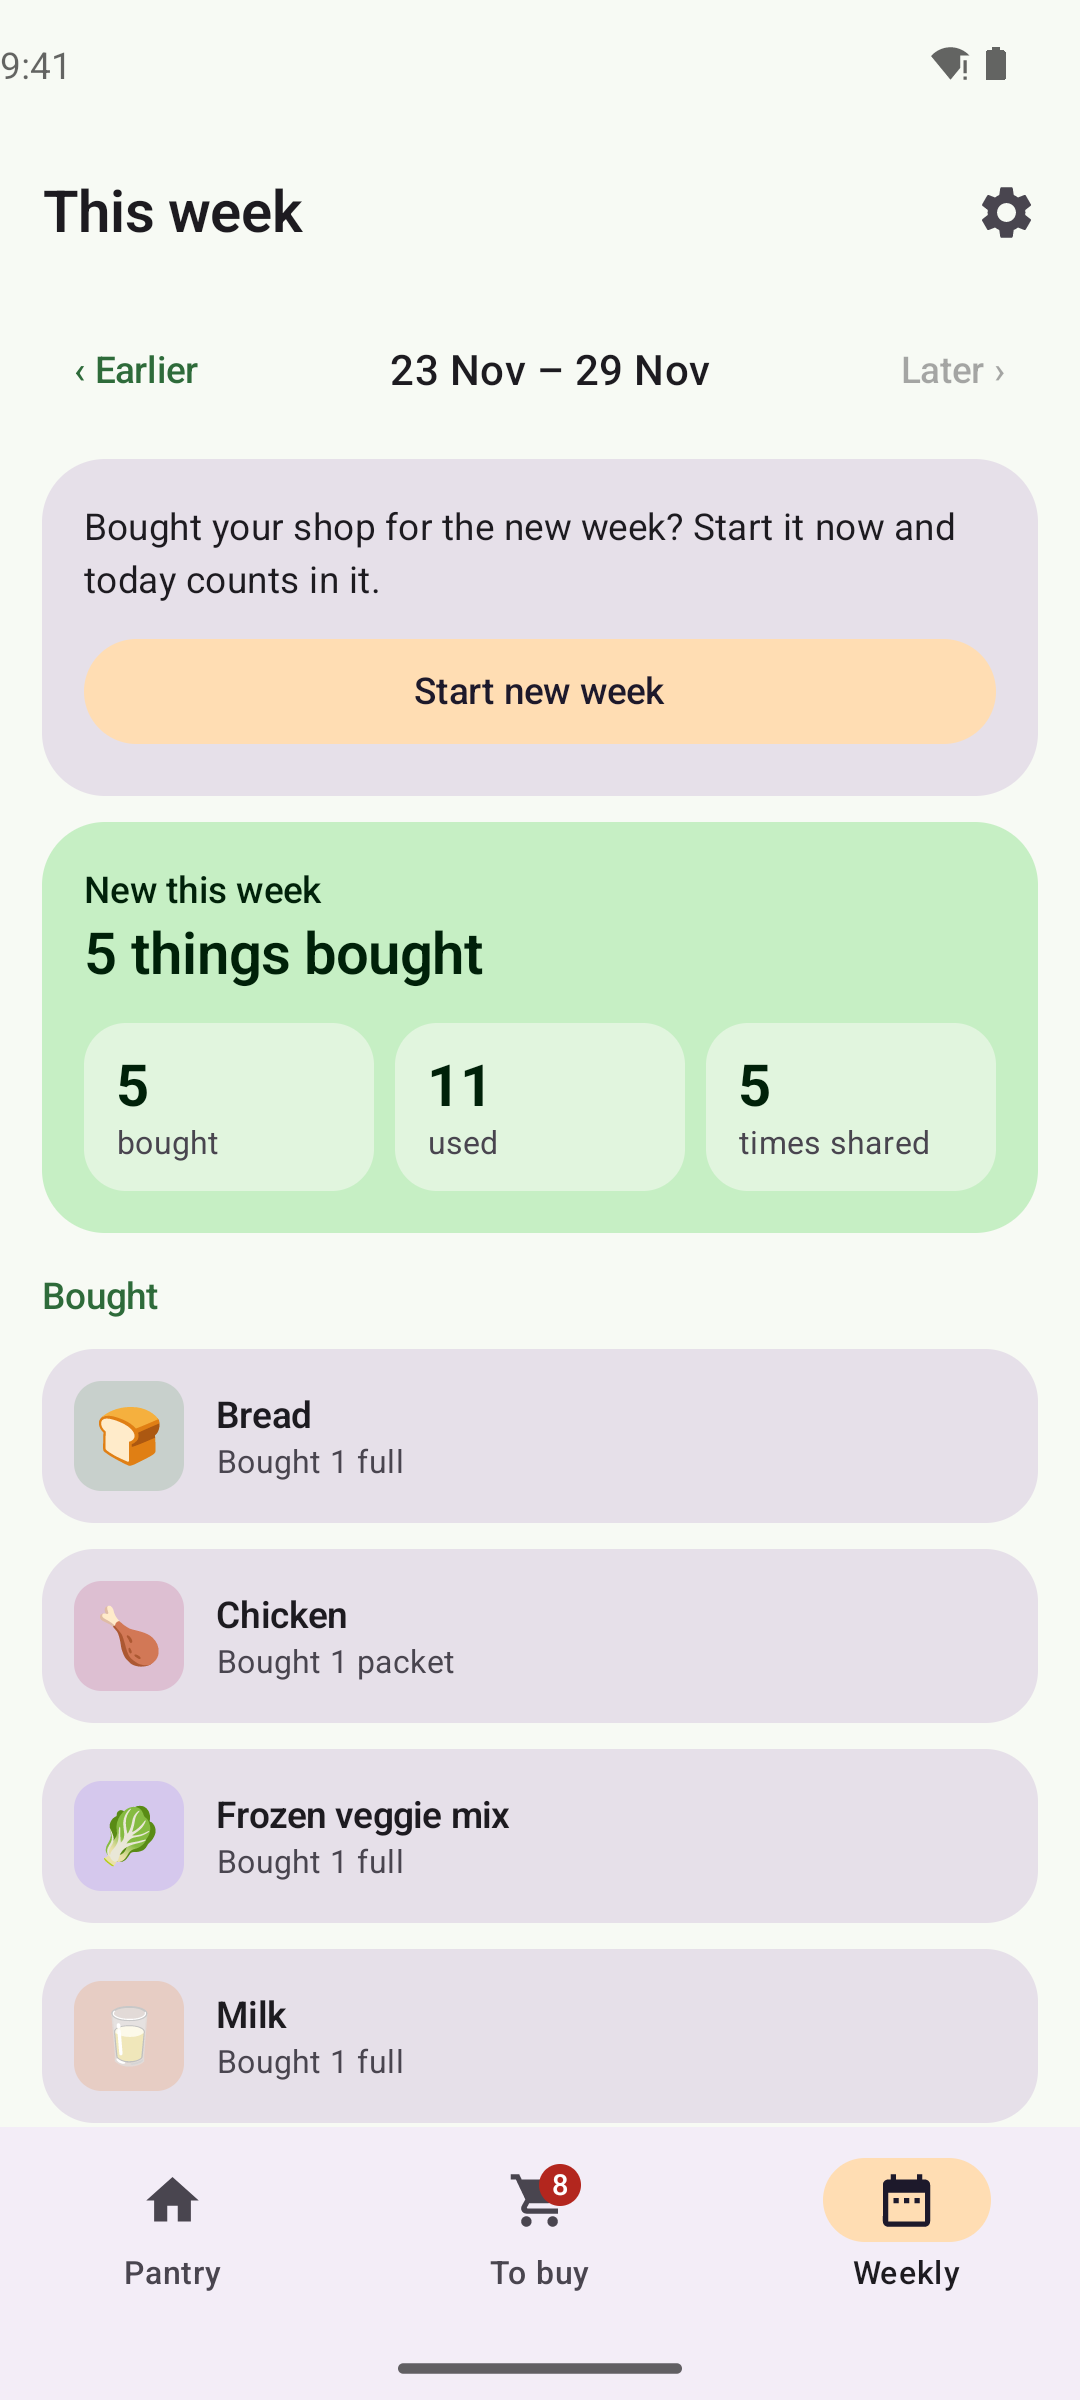 9:41
This week
‹ Earlier
23 Nov – 29 Nov
Later ›
Bought your shop for the new week? Start it now and
today counts in it.
Start new week
New this week
5 things bought
5
bought
11
used
5
times shared
Bought
Bread
Bought 1 full
Chicken
Bought 1 packet
Frozen veggie mix
Bought 1 full
Milk
Bought 1 full
8
Pantry
To buy
Weekly